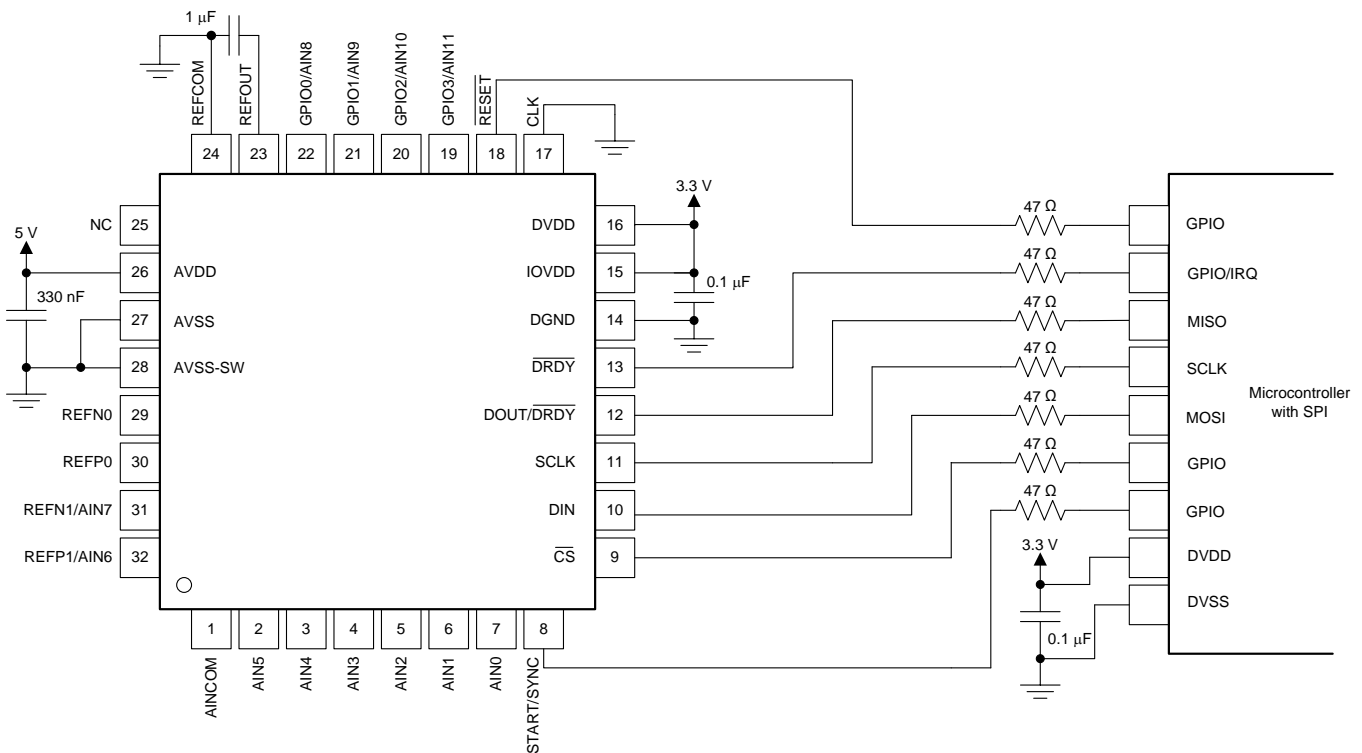 1 μF
REFCOM
REFOUT
GPIO0/AIN8
GPIO1/AIN9
GPIO2/AIN10
GPIO3/AIN11
RESET
CLK
24
23
22
21
20
19
18
17
NC
25
5 V
26
AVDD
330 nF
27
AVSS
28
AVSS-SW
REFN0
29
REFP0
30
REFN1/AIN7
31
REFP1/AIN6
32
3.3 V
DVDD
16
IOVDD
15
0.1 μF
DGND
14
DRDY
13
DOUT/DRDY
12
SCLK
11
DIN
10
CS
9
1
2
3
4
5
6
7
8
AINCOM
AIN5
AIN4
AIN3
AIN2
AIN1
AIN0
START/SYNC
47 Ω
GPIO
47 Ω
GPIO/IRQ
47 Ω
MISO
47 Ω
SCLK
47 Ω
MOSI
47 Ω
GPIO
47 Ω
GPIO
3.3 V
DVDD
DVSS
0.1 μF
Microcontroller
with SPI